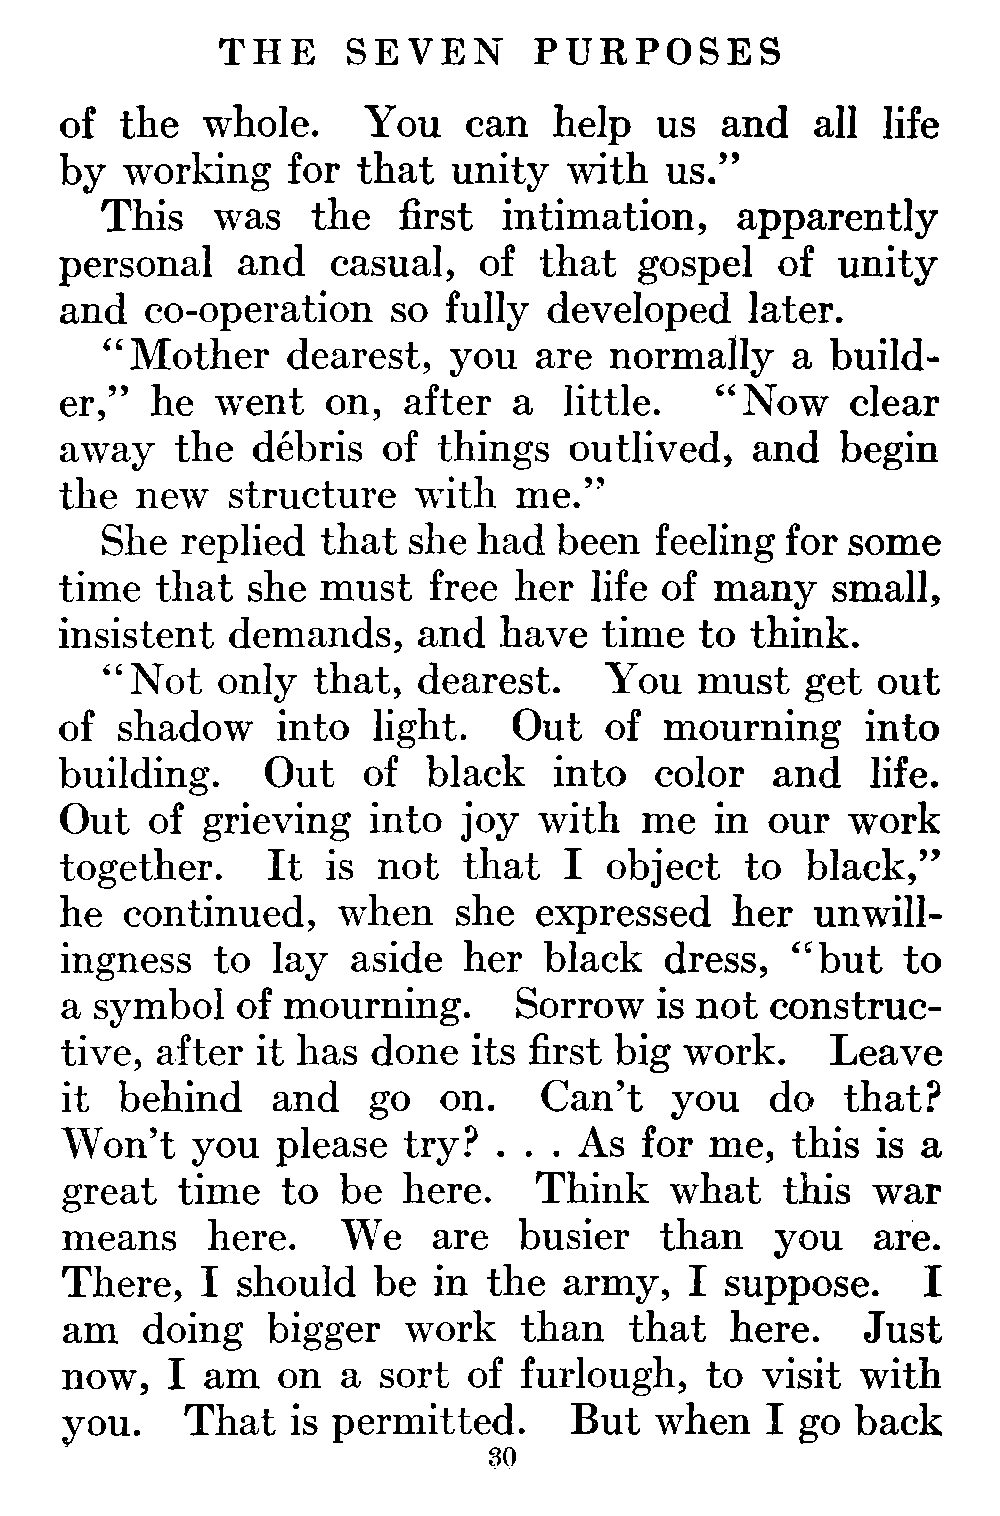 THE SEVEN PURPOSES
of the whole. You can help us and all life
by working for that unity with us.”
This was the first intimation, apparently
personal and casual, of that gospel of unity
and co-operation so fully developed later.
“Mother dearest, you are normally a build-
er,” he went on, after a little. “Now clear
away the débris of things outlived, and begin
the new structure with me.”
She replied that she had been feeling for some
time that she must free her life of many small,
insistent demands, and have time to think.
“Not only that, dearest. You must get out
of shadow into light. Out of mourning into
building. Out of black into color and life.
Out of grieving into joy with me in our work
together. It is not that I object to black,”
he continued, when she expressed her unwill-
ingness to lay aside her black dress, “but to
a symbol of mourning. Sorrow is not construc-
tive, after it has done its first big work. Leave
it behind and go on. Can’t you do that?
Won’t you please try? . . . As for me, this is a
great time to be here. Think what this war
means here. We are busier than you are.
There, I should be in the army, I suppose. I
am doing bigger work than that here. Just
now, I am on a sort of furlough, to visit with
you. That is permitted. But when I go back
30